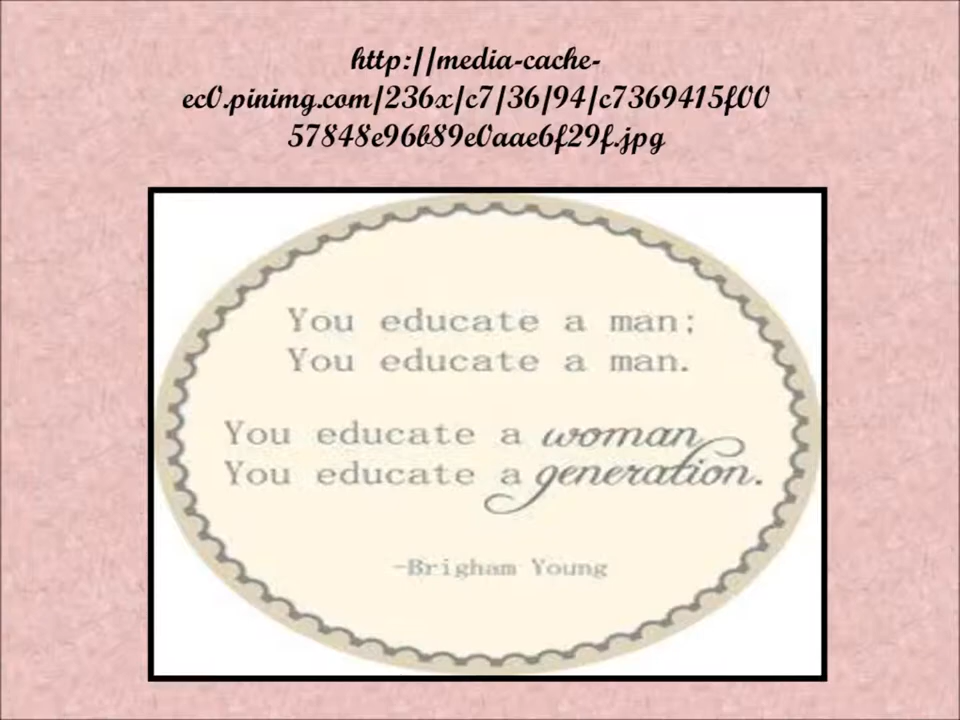 http://media-cache-
ec0.pinimg.com/236x/c7/36/94/c7369415f00
57848e96b89e0aae6f29f.jpg
You educate a man;
You educate a man.
You educate a woman
You educate a generation.
-Brigham Young